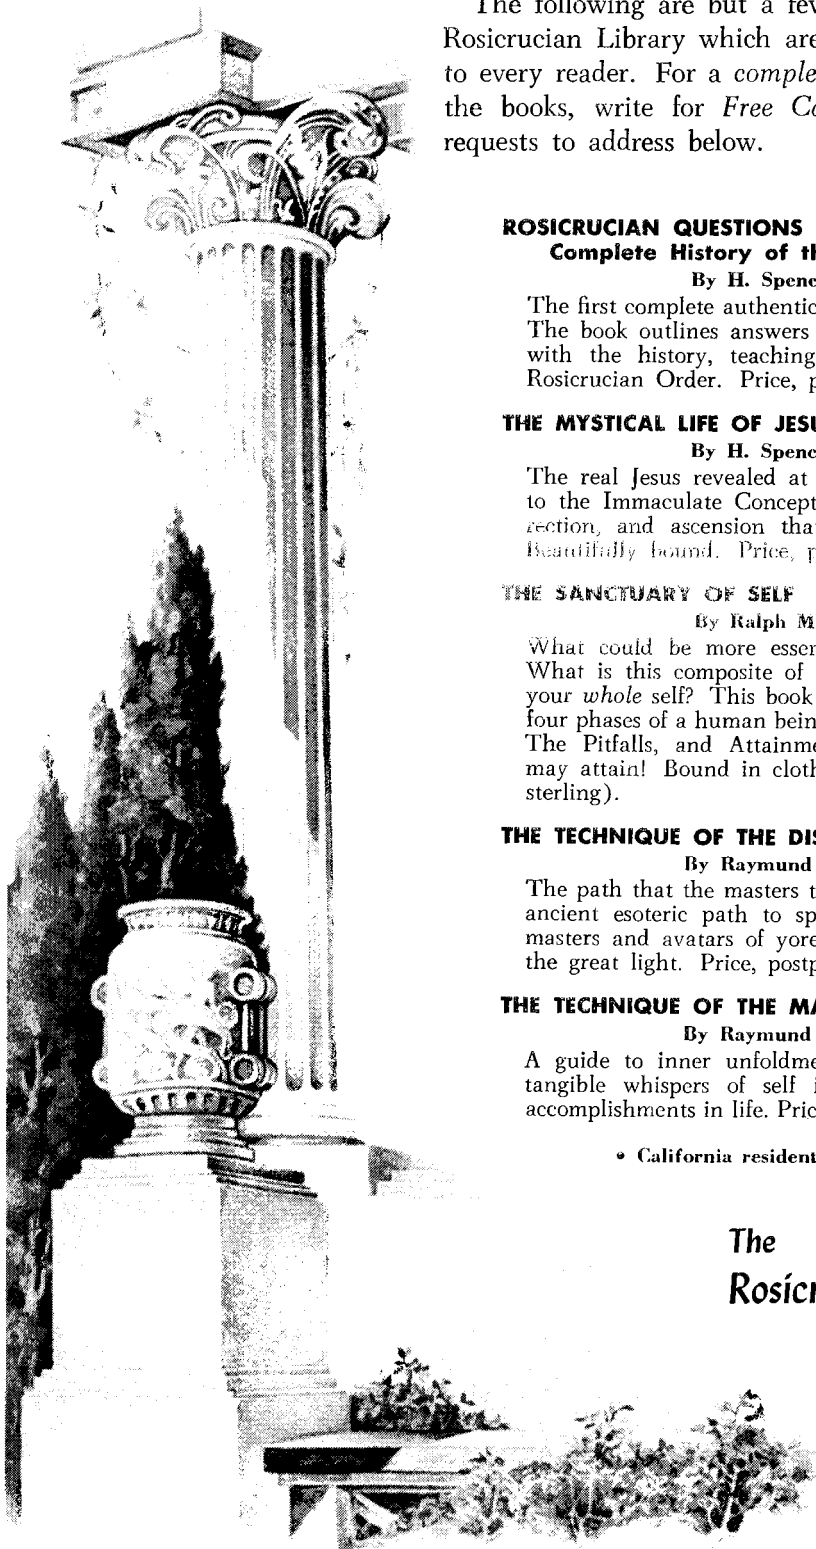 The following are but a few
Rosicrucian Library which are
to every reader. For a comple
the books, write for Free Ca
requests to address below.
ROSICRUCIAN QUESTIONS
Complete History of th
By H. Spenc
The first complete authentic
The book outlines answers
with the history, teaching
Rosicrucian Order. Price, p
THE MYSTICAL LIFE OF JESU
By H. Spenc
The real Jesus revealed at
to the Immaculate Concept
rection, and ascension tha
Beautifully bound. Price, p
THE SANCTUARY OF SELF
By Ralph M
What could be more essen
What is this composite of
your whole self? This book
four phases of a human bein
The Pitfalls, and Attainme
may attain! Bound in cloth
sterling).
THE TECHNIQUE OF THE DIS
By Raymund
The path that the masters t
ancient esoteric path to sp
masters and avatars of yore
the great light. Price, postp
THE TECHNIQUE OF THE MA
By Raymund
A guide to inner unfoldme
tangible whispers of self i
accomplishments in life. Pric
• California resident
The
Rosicr